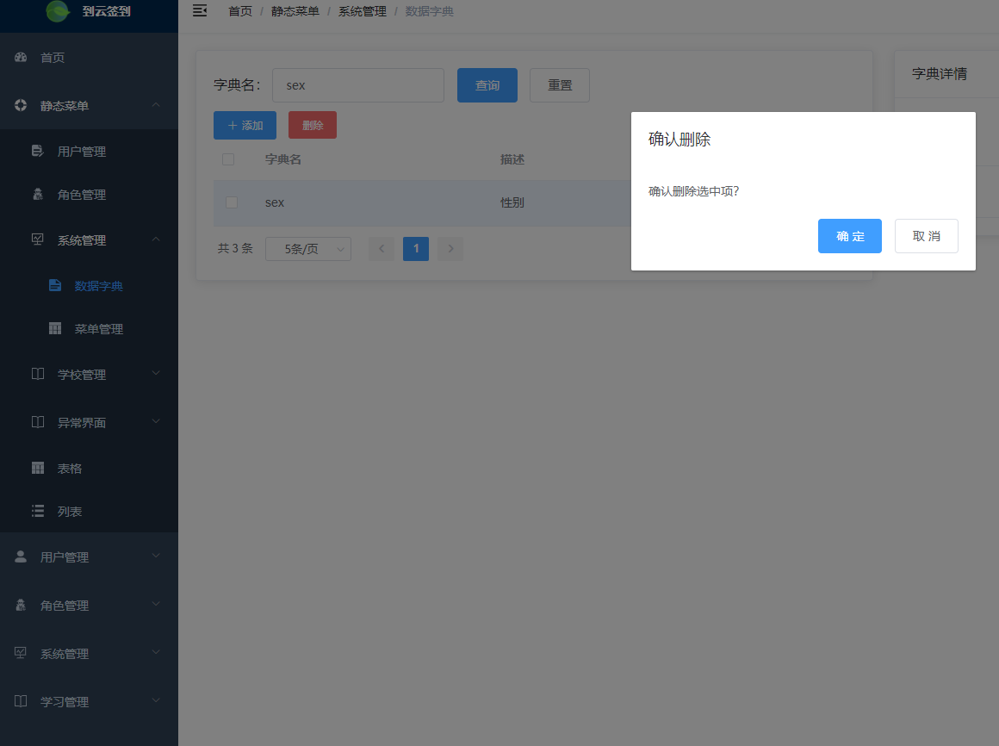 到云签到
首页
静态菜单
用户管理
角色管理
系统管理
数据字典
菜单管理
学校管理
异常界面
表格
列表
用户管理
角色管理
系统管理
学习管理
首页 / 静态菜单 / 系统管理 / 数据字典
字典名： sex 查询 重置
+ 添加 删除
字典名 描述
sex 性别
共 3 条 5条/页 1
字典详情
确认删除
确认删除选中项?
确 定 取 消